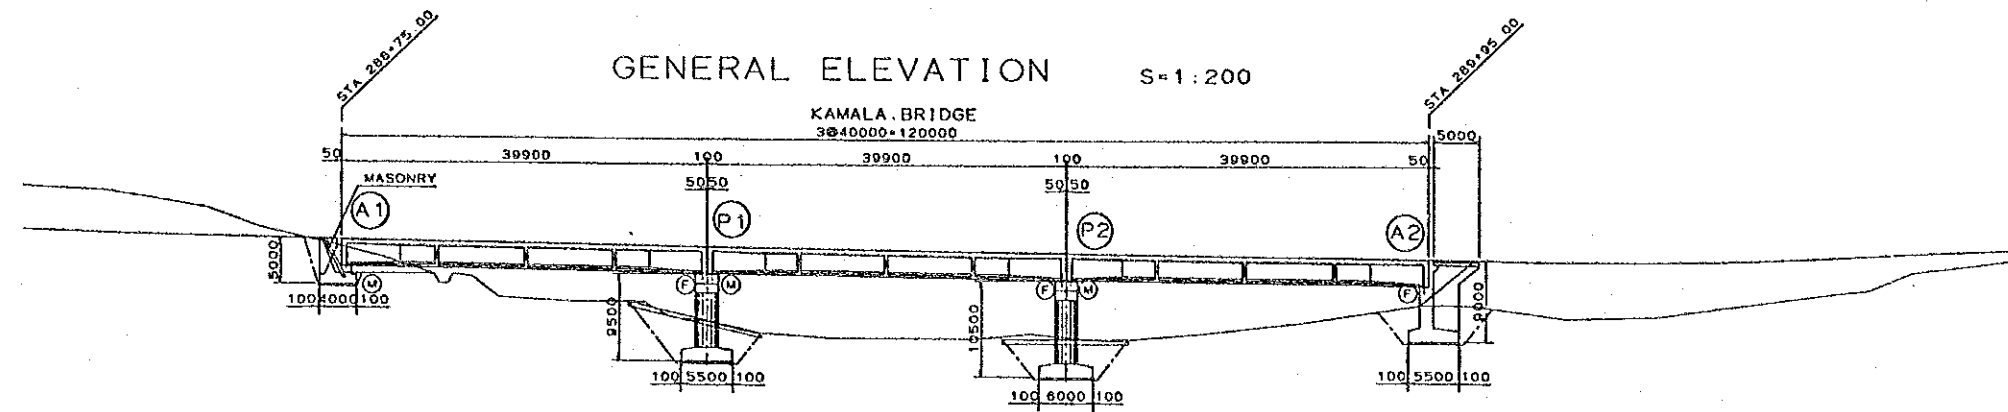 GENERAL ELEVATION S=1:200
STA 288+75.00
STA 289+95.00
KAMALA.BRIDGE
3@40000=120000
5000
50 39900 100 39900 100 39900 50
MASONRY
50 50
50 50
A1
P1
P2
A2
5000
M
F M
F M
F
9500
10500
9000
100 4000 100
100 5500 100
100 6000 100
100 5500 100